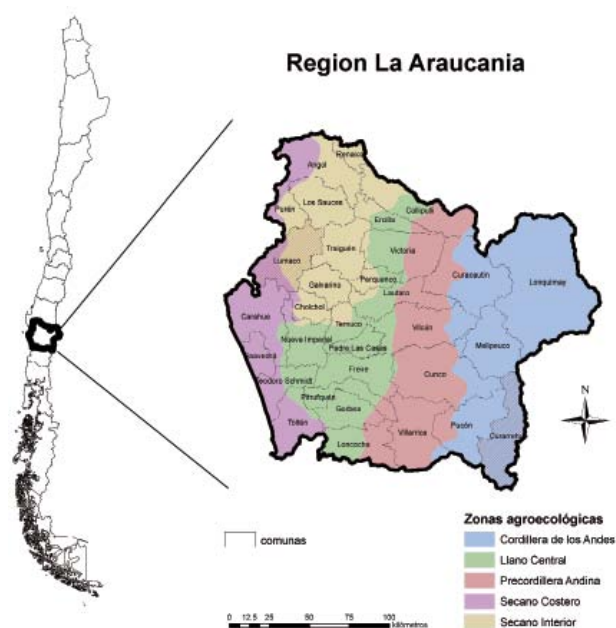 Region La Araucania
Renaico
Angol
Los Sauces
Purén
Collipulli
Ercilla
Victoria
Traiguén
Lumaco
Curacautín
Lonquimay
Perquenco
Galvarino
Lautaro
Cholchol
Carahue
Temuco
Vilcún
Melipeuco
Nueva Imperial
Padre Las Casas
Saavedra
Freire
Cunco
Teodoro Schmidt
Pitrufquén
Gorbea
Toltén
Villarrica
Pucón
Curarrehue
Loncoche
N
Zonas agroecológicas
comunas
Cordillera de los Andes
Llano Central
Precordillera Andina
Secano Costero
Secano Interior
0 12.5 25 50 75 100
kilómetros